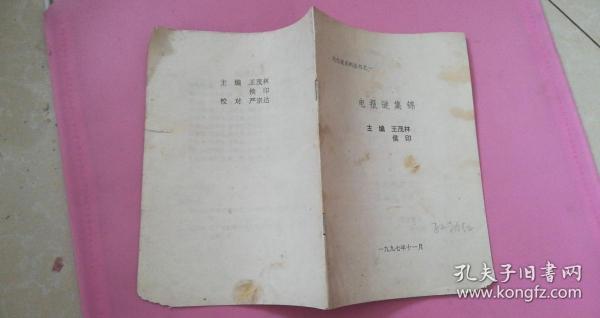 主 编 王茂林
侯 印
校 对 严宗达
电报谜集锦
主 编 王茂林
侯 印
一九九七年十一月
孔夫子旧书网
www.kongfz.com